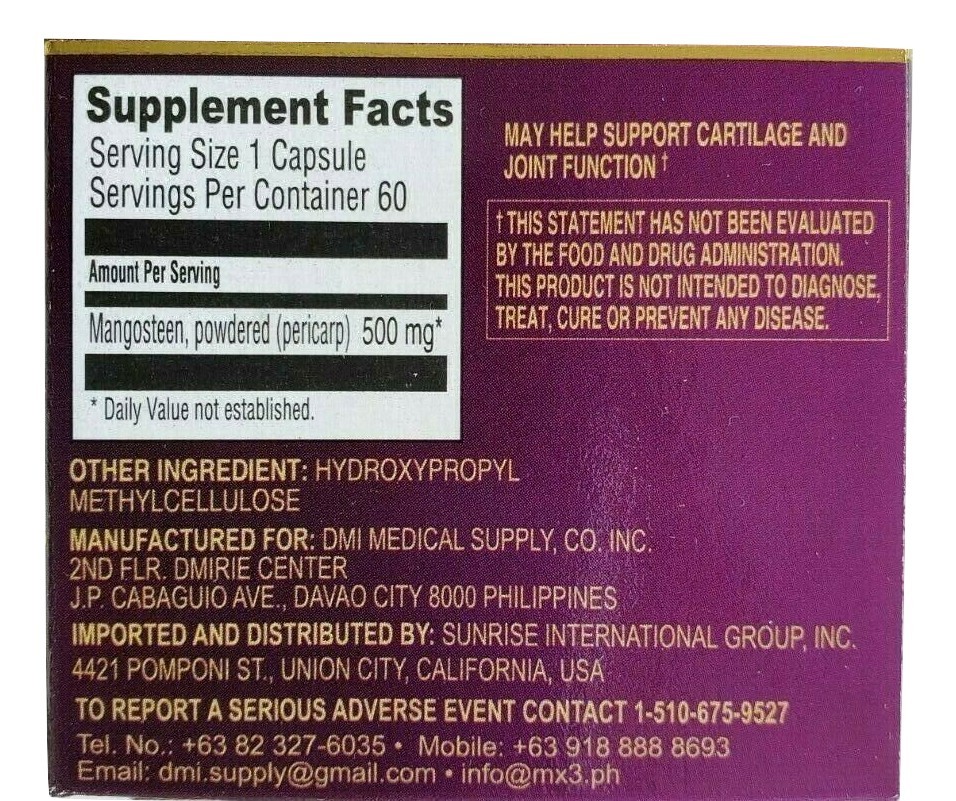 Supplement Facts
Serving Size 1 Capsule
Servings Per Container 60
Amount Per Serving
Mangosteen, powdered (pericarp) 500 mg*
* Daily Value not established.
MAY HELP SUPPORT CARTILAGE AND
JOINT FUNCTION †
† THIS STATEMENT HAS NOT BEEN EVALUATED
BY THE FOOD AND DRUG ADMINISTRATION.
THIS PRODUCT IS NOT INTENDED TO DIAGNOSE,
TREAT, CURE OR PREVENT ANY DISEASE.
OTHER INGREDIENT: HYDROXYPROPYL
METHYLCELLULOSE
MANUFACTURED FOR: DMI MEDICAL SUPPLY, CO. INC.
2ND FLR. DMIRIE CENTER
J.P. CABAGUIO AVE., DAVAO CITY 8000 PHILIPPINES
IMPORTED AND DISTRIBUTED BY: SUNRISE INTERNATIONAL GROUP, INC.
4421 POMPONI ST., UNION CITY, CALIFORNIA, USA
TO REPORT A SERIOUS ADVERSE EVENT CONTACT 1-510-675-9527
Tel. No.: +63 82 327-6035 • Mobile: +63 918 888 8693
Email: dmi.supply@gmail.com • info@mx3.ph